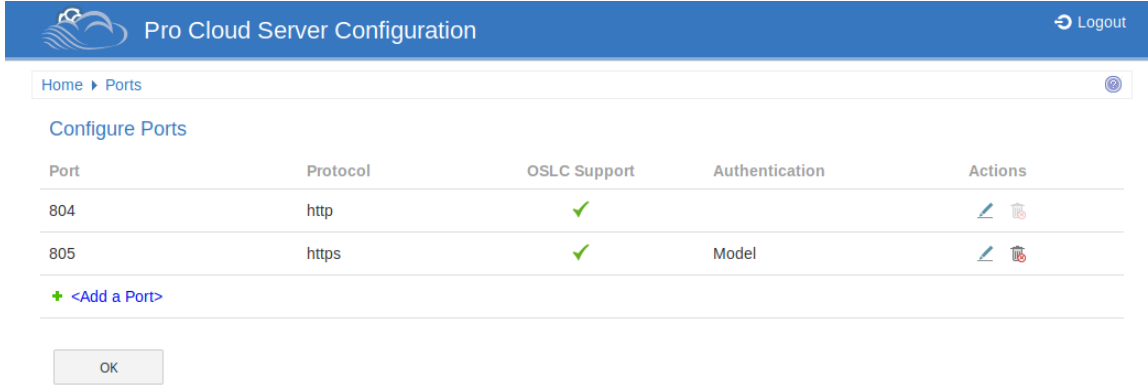 Pro Cloud Server Configuration
Logout
Home Ports
Configure Ports
Port Protocol OSLC Support Authentication Actions
804 http
805 https Model
<Add a Port>
OK